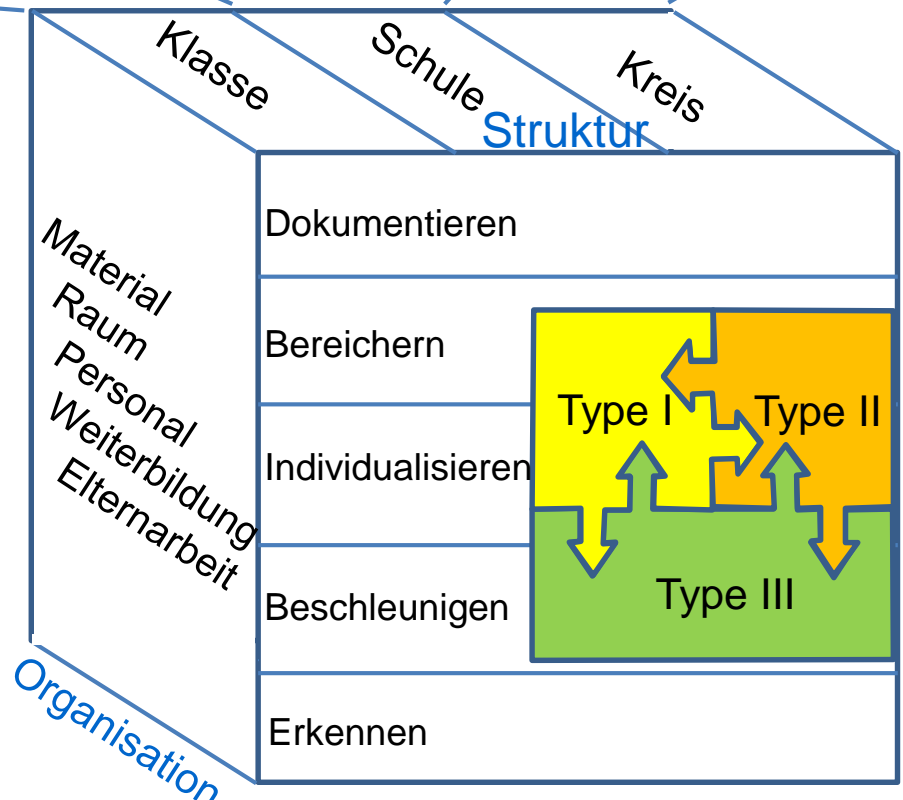 Klasse
Schule
Kreis
Struktur
Material
Raum
Personal
Weiterbildung
Elternarbeit
Organisation
Dokumentieren
Bereichern
Individualisieren
Beschleunigen
Erkennen
Type I
Type II
Type III